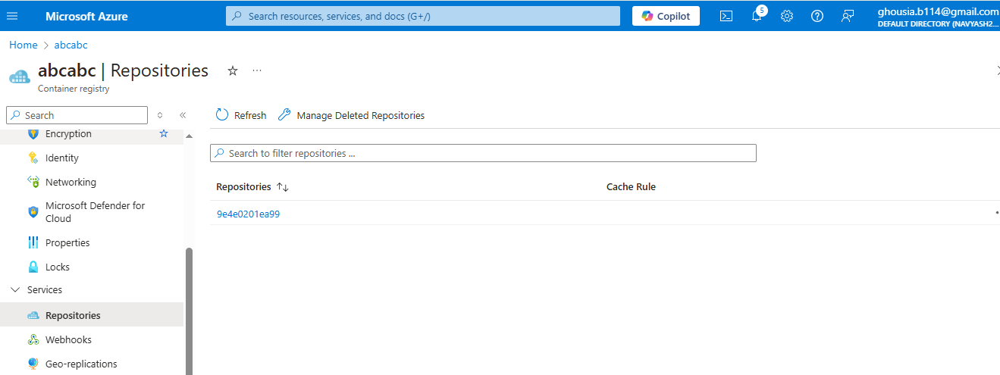 Microsoft Azure
Search resources, services, and docs (G+/)
Copilot
5
ghousia.b114@gmail.com
DEFAULT DIRECTORY (NAVYASH2...
Home > abcabc
abcabc | Repositories
...
Container registry
Search
Refresh
Manage Deleted Repositories
Encryption
Identity
Networking
Microsoft Defender for
Cloud
Properties
Locks
Services
Repositories
Webhooks
Geo-replications
Search to filter repositories ...
Repositories
Cache Rule
9e4e0201ea99